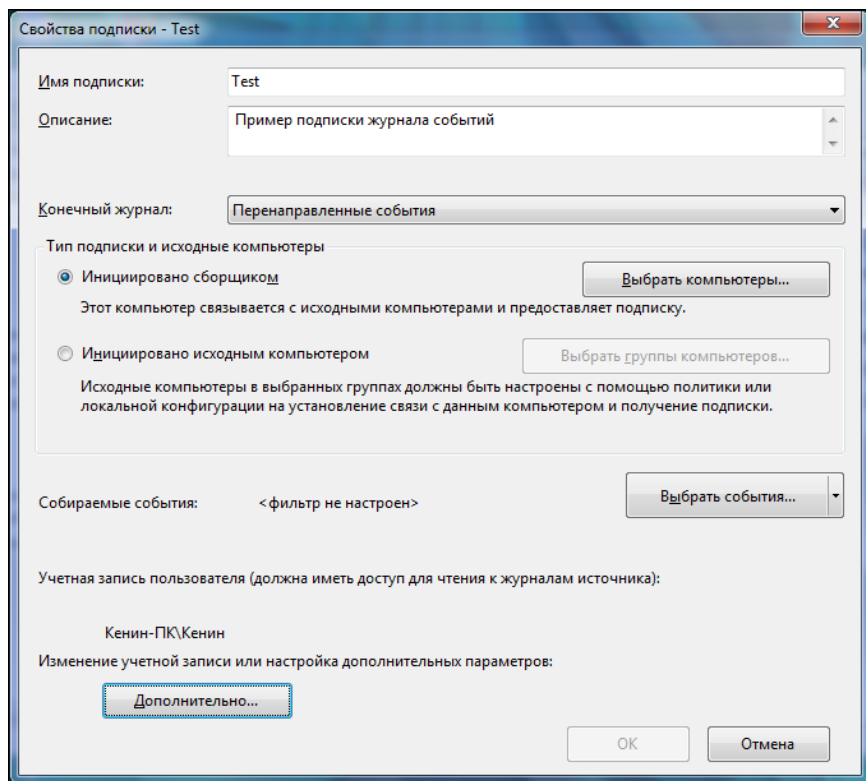 Свойства подписки - Test
Имя подписки: Test
Описание: Пример подписки журнала событий
Конечный журнал: Перенаправленные события
Тип подписки и исходные компьютеры
Инициировано сборщиком Выбрать компьютеры...
Этот компьютер связывается с исходными компьютерами и предоставляет подписку.
Инициировано исходным компьютером Выбрать группы компьютеров...
Исходные компьютеры в выбранных группах должны быть настроены с помощью политики или
локальной конфигурации на установление связи с данным компьютером и получение подписки.
Собираемые события: <фильтр не настроен> Выбрать события...
Учетная запись пользователя (должна иметь доступ для чтения к журналам источника):
Кенин-ПК\Кенин
Изменение учетной записи или настройка дополнительных параметров:
Дополнительно...
ОК Отмена